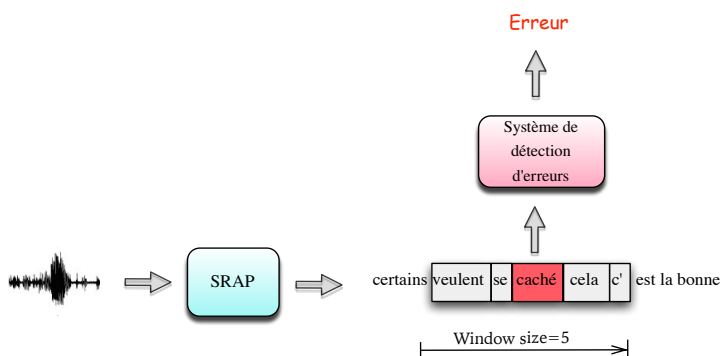 Erreur
Système de
détection
d'erreurs
SRAP
certains veulent se caché cela c' est la bonne
Window size=5